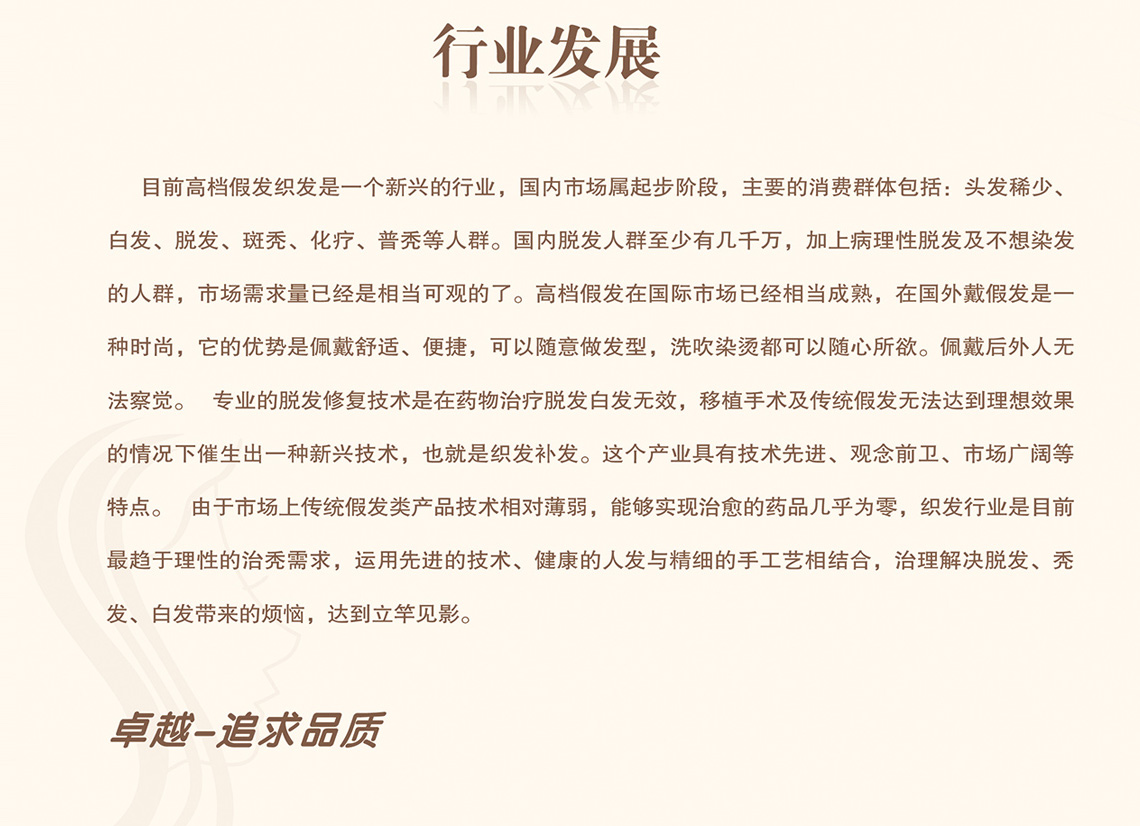 行业发展
目前高档假发织发是一个新兴的行业，国内市场属起步阶段，主要的消费群体包括：头发稀少、
白发、脱发、斑秃、化疗、普秃等人群。国内脱发人群至少有几千万，加上病理性脱发及不想染发
的人群，市场需求量已经是相当可观的了。高档假发在国际市场已经相当成熟，在国外戴假发是一
种时尚，它的优势是佩戴舒适、便捷，可以随意做发型，洗吹染烫都可以随心所欲。佩戴后外人无
法察觉。 专业的脱发修复技术是在药物治疗脱发白发无效，移植手术及传统假发无法达到理想效果
的情况下催生出一种新兴技术，也就是织发补发。这个产业具有技术先进、观念前卫、市场广阔等
特点。 由于市场上传统假发类产品技术相对薄弱，能够实现治愈的药品几乎为零，织发行业是目前
最趋于理性的治秃需求，运用先进的技术、健康的人发与精细的手工艺相结合，治理解决脱发、秃
发、白发带来的烦恼，达到立竿见影。
卓越-追求品质